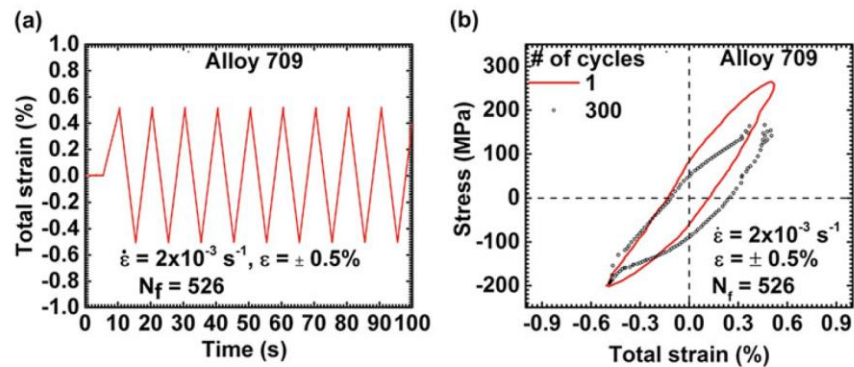 (a)
1.0
0.8
0.6
0.4
0.2
0.0
-0.2
-0.4
-0.6
-0.8
-1.0
Total strain (%)
Alloy 709
ε̇ = 2x10⁻³ s⁻¹, ε = ± 0.5%
N_f = 526
0 10 20 30 40 50 60 70 80 90 100
Time (s)
(b)
300
200
100
0
-100
-200
Stress (MPa)
# of cycles
1
300
Alloy 709
ε̇ = 2x10⁻³ s⁻¹
ε = ± 0.5%
N_f = 526
-0.9 -0.6 -0.3 0.0 0.3 0.6 0.9
Total strain (%)